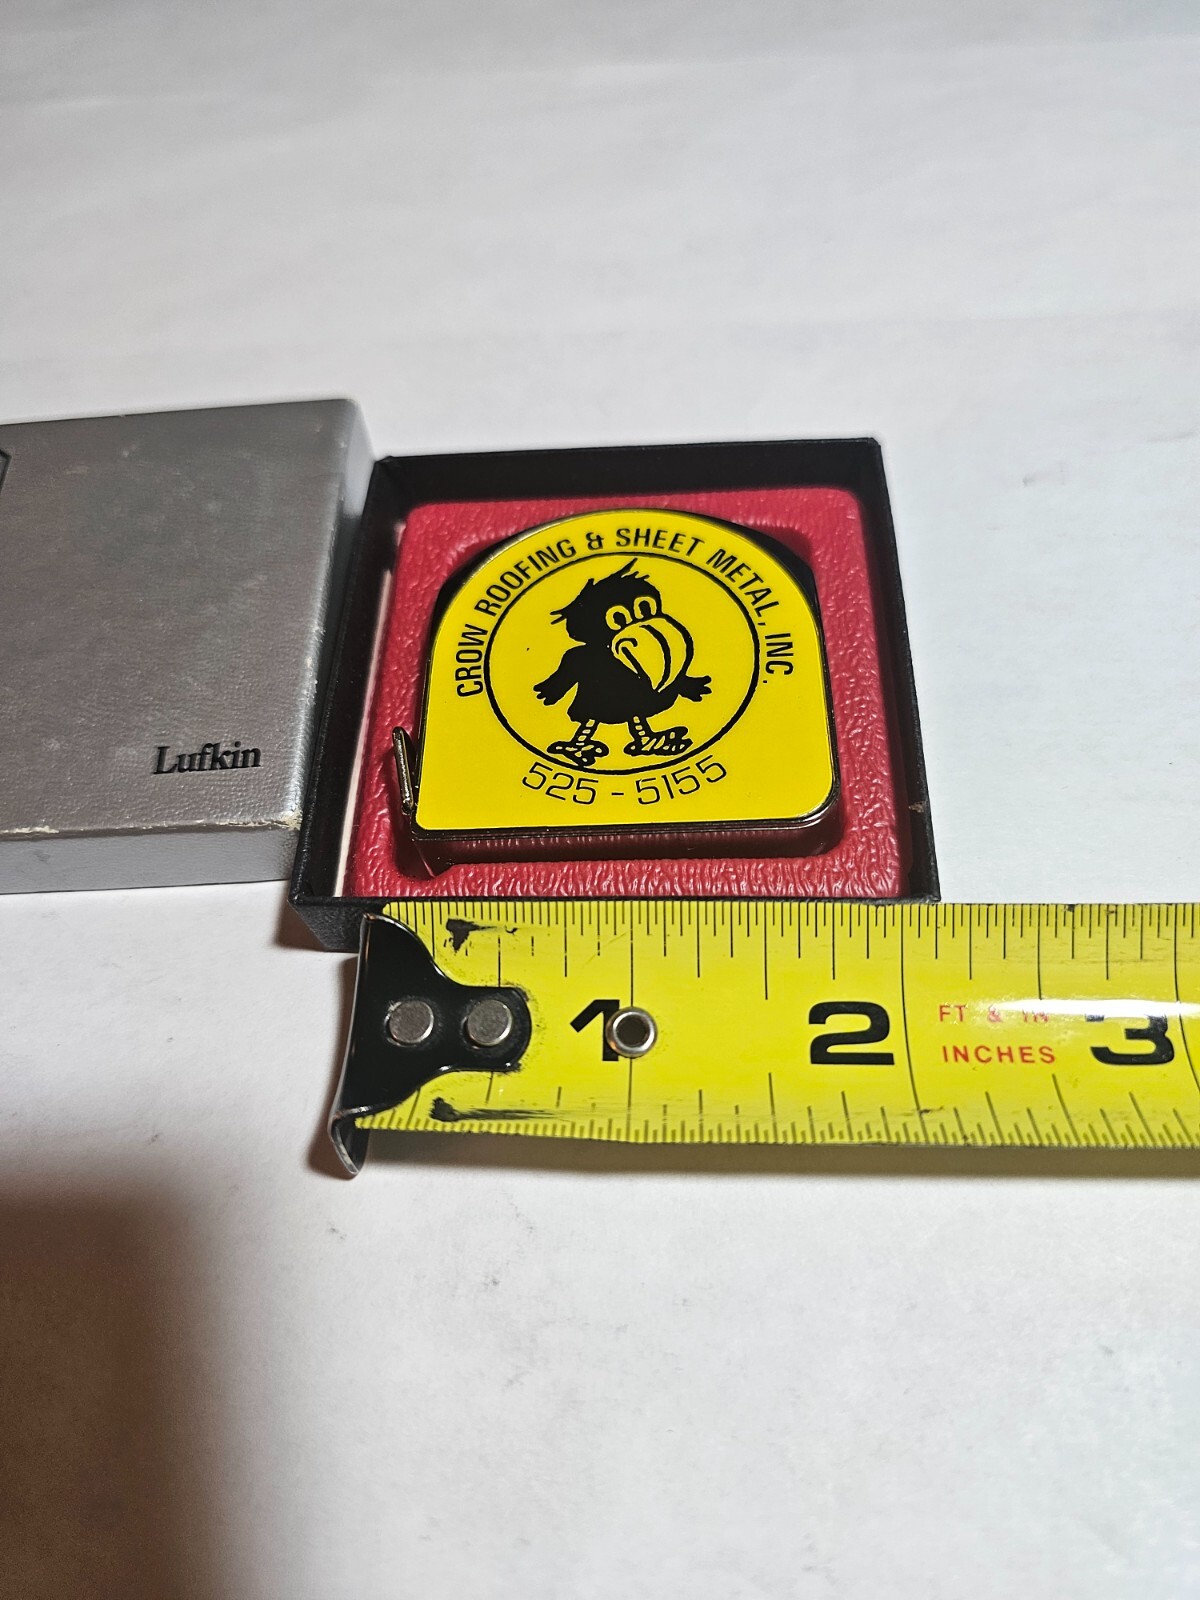 CROW ROOFING & SHEET METAL, INC.
525-5155
Lufkin
1 2 FT & IN 3
INCHES